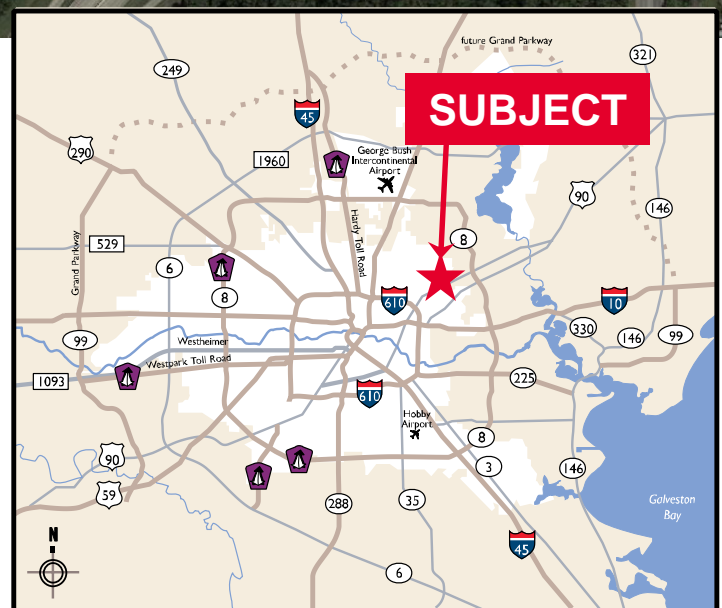 future Grand Parkway
321
249
45
SUBJECT
290
1960
George Bush
Intercontinental
Airport
90
146
Hardy Toll Road
Grand Parkway
529
6
8
8
610
10
330
146
99
99
Westheimer
Westpark Toll Road
1093
225
610
Hobby
Airport
8
3
90
59
146
288
35
Galveston
Bay
N
45
6